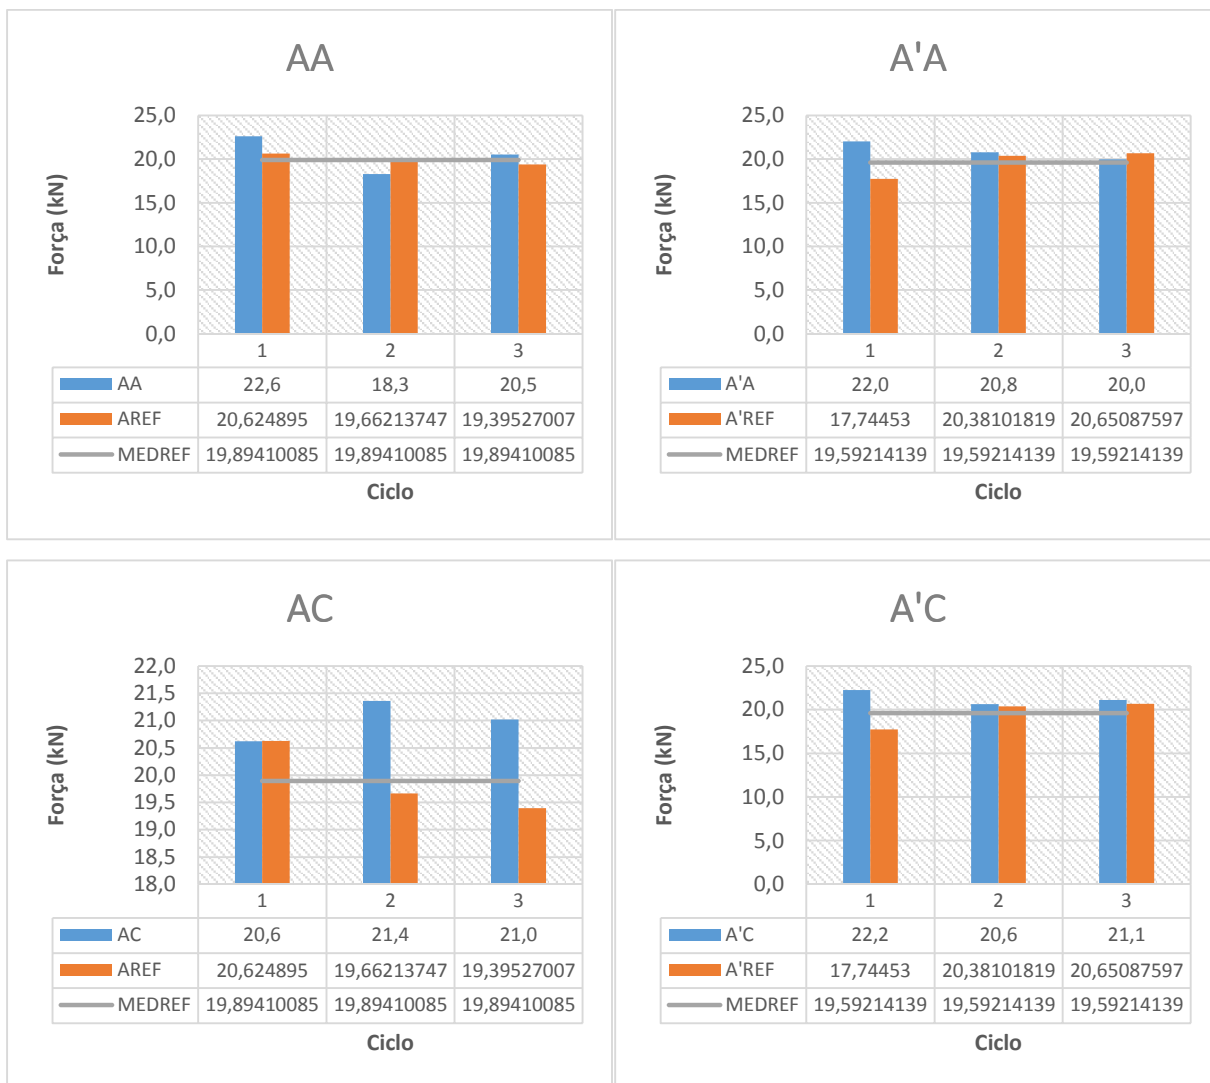 AA
25,0
20,0
15,0
10,0
5,0
0,0
Força (kN)
1 2 3
AA 22,6 18,3 20,5
AREF 20,624895 19,66213747 19,39527007
MEDREF 19,89410085 19,89410085 19,89410085
Ciclo
A'A
25,0
20,0
15,0
10,0
5,0
0,0
Força (kN)
1 2 3
A'A 22,0 20,8 20,0
A'REF 17,74453 20,38101819 20,65087597
MEDREF 19,59214139 19,59214139 19,59214139
Ciclo
AC
22,0
21,5
21,0
20,5
20,0
19,5
19,0
18,5
18,0
Força (kN)
1 2 3
AC 20,6 21,4 21,0
AREF 20,624895 19,66213747 19,39527007
MEDREF 19,89410085 19,89410085 19,89410085
Ciclo
A'C
25,0
20,0
15,0
10,0
5,0
0,0
Força (kN)
1 2 3
A'C 22,2 20,6 21,1
A'REF 17,74453 20,38101819 20,65087597
MEDREF 19,59214139 19,59214139 19,59214139
Ciclo